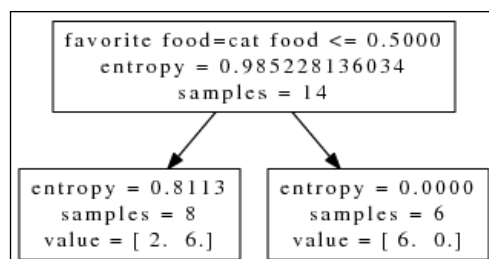 favorite food=cat food <= 0.5000
entropy = 0.985228136034
samples = 14
entropy = 0.8113
samples = 8
value = [ 2. 6.]
entropy = 0.0000
samples = 6
value = [ 6. 0.]